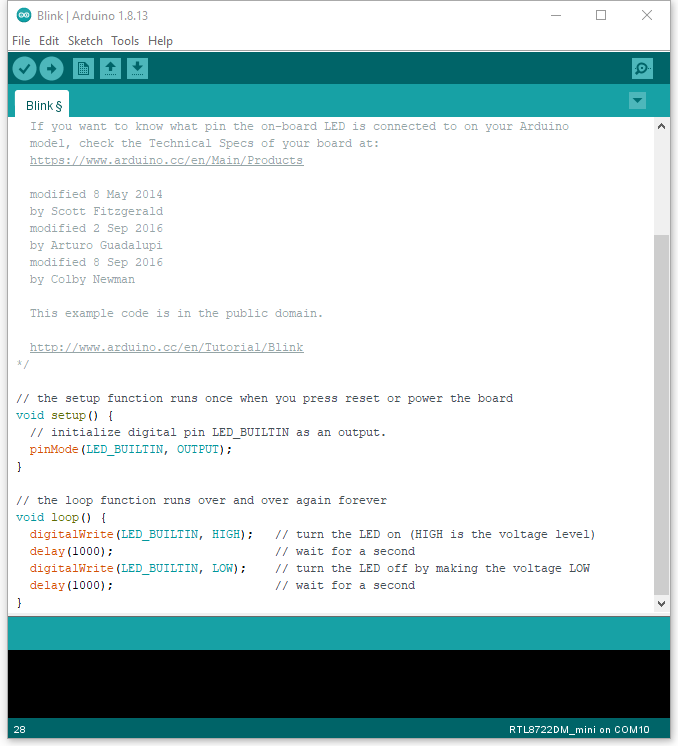 Blink | Arduino 1.8.13
File Edit Sketch Tools Help
Blink §
If you want to know what pin the on-board LED is connected to on your Arduino
model, check the Technical Specs of your board at:
https://www.arduino.cc/en/Main/Products
modified 8 May 2014
by Scott Fitzgerald
modified 2 Sep 2016
by Arturo Guadalupi
modified 8 Sep 2016
by Colby Newman
This example code is in the public domain.
http://www.arduino.cc/en/Tutorial/Blink
*/
// the setup function runs once when you press reset or power the board
void setup() {
// initialize digital pin LED_BUILTIN as an output.
pinMode(LED_BUILTIN, OUTPUT);
}
// the loop function runs over and over again forever
void loop() {
digitalWrite(LED_BUILTIN, HIGH);   // turn the LED on (HIGH is the voltage level)
delay(1000);                       // wait for a second
digitalWrite(LED_BUILTIN, LOW);    // turn the LED off by making the voltage LOW
delay(1000);                       // wait for a second
}
28 RTL8722DM_mini on COM10